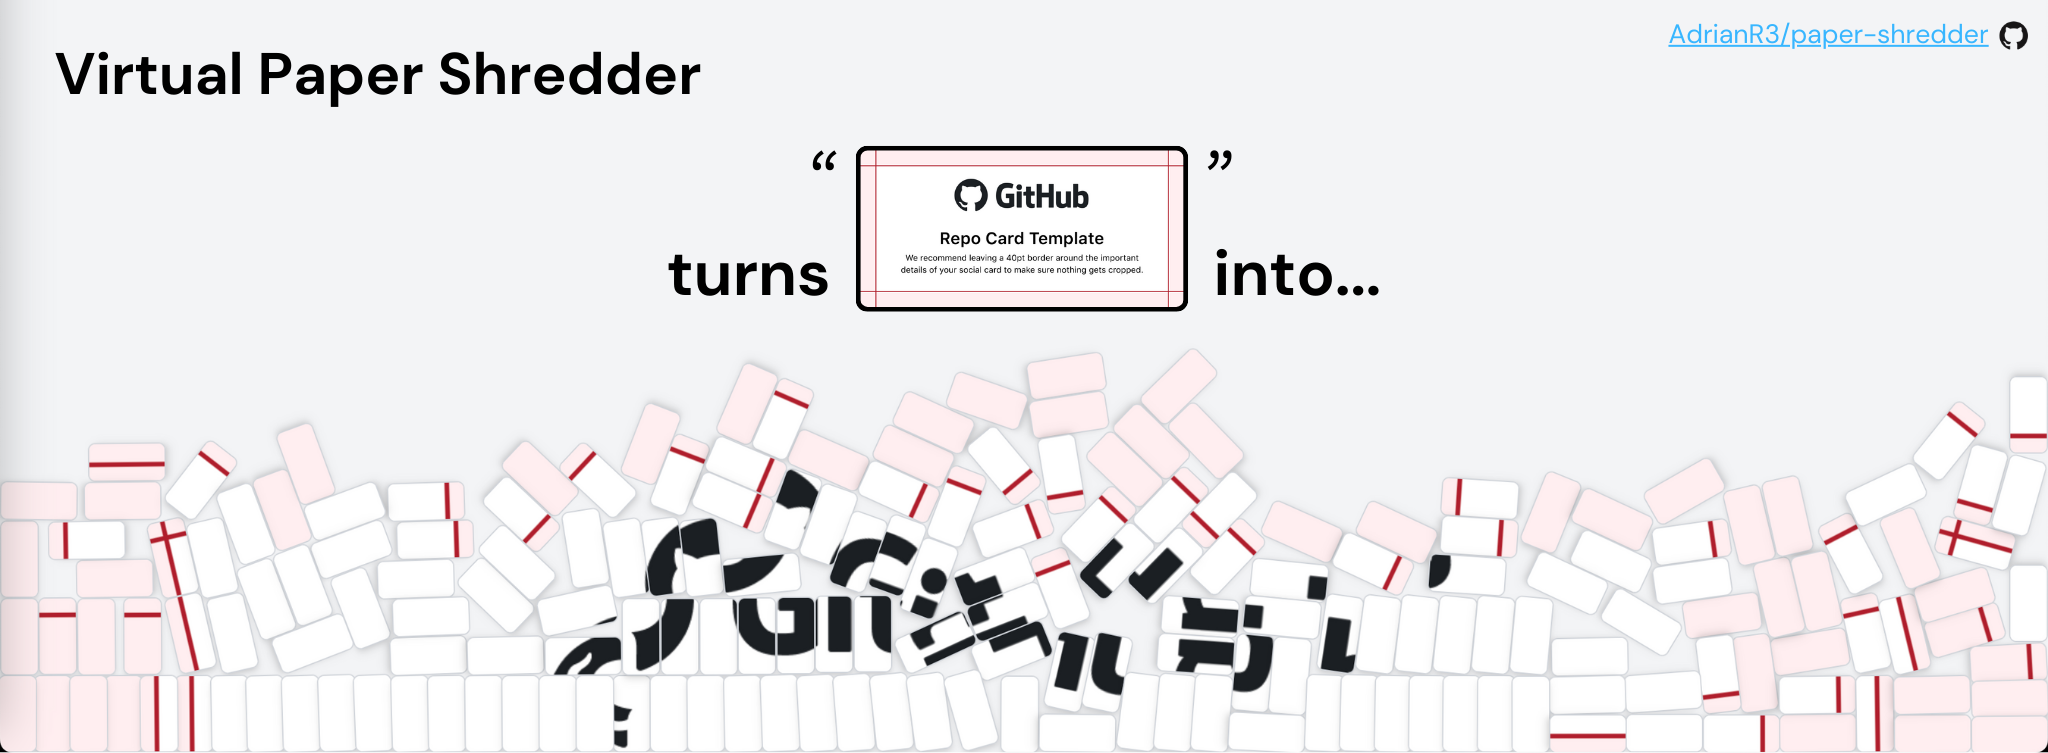 AdrianR3/paper-shredder
Virtual Paper Shredder
“ ”
GitHub
Repo Card Template
We recommend leaving a 40pt border around the important
details of your social card to make sure nothing gets cropped.
turns into...